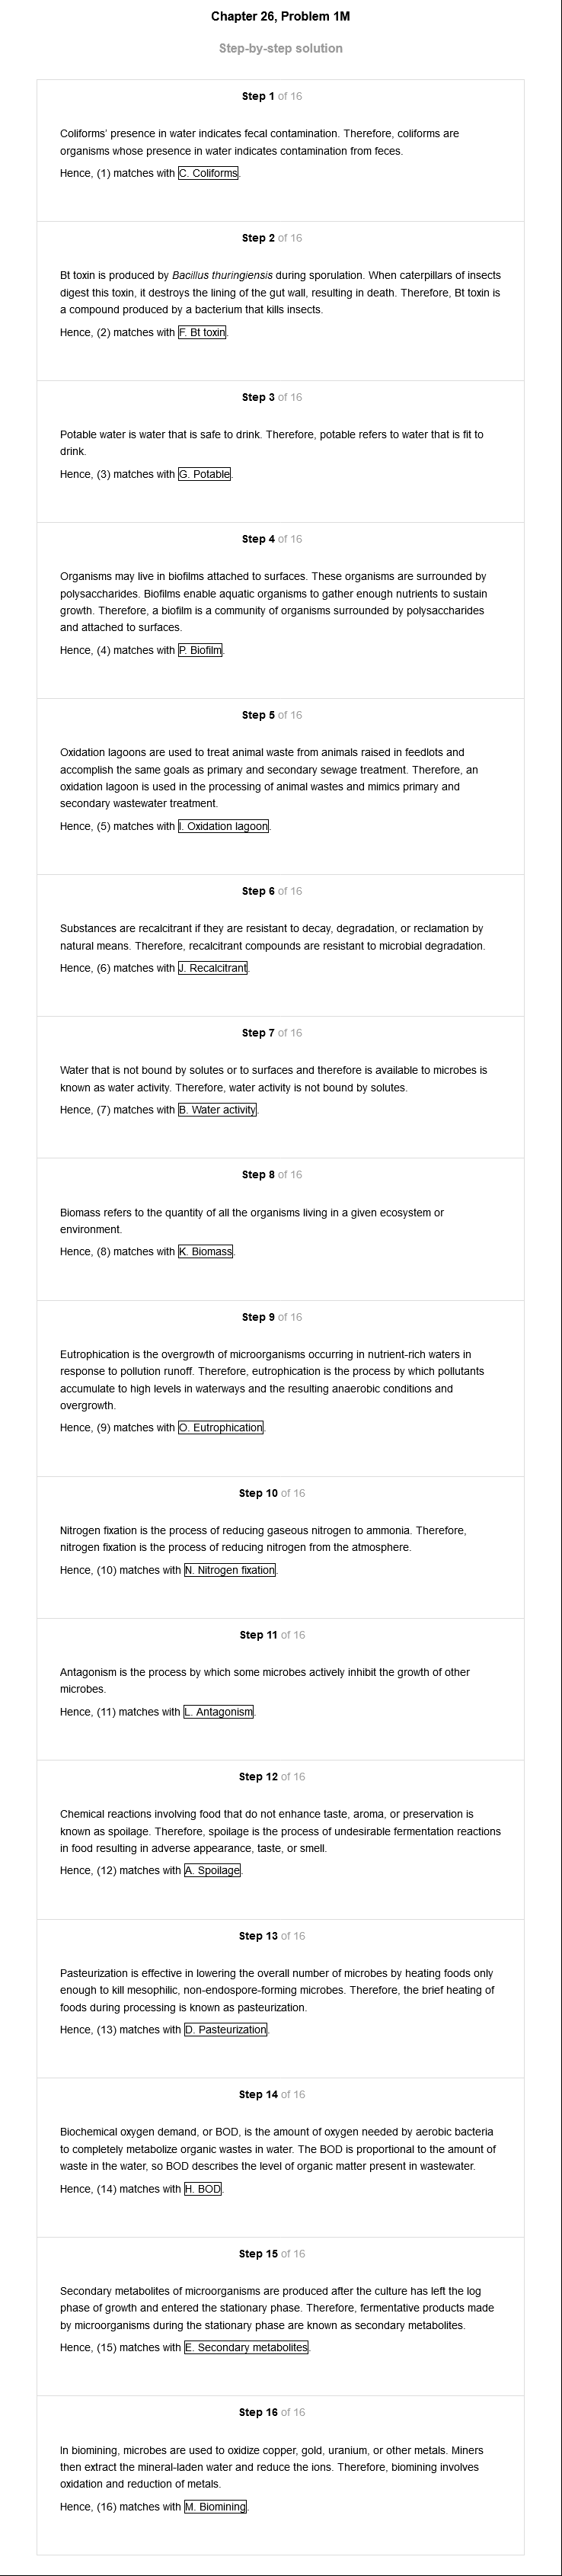 Chapter 26, Problem 1M
Step-by-step solution
Step 1 of 16
Coliforms' presence in water indicates fecal contamination. Therefore, coliforms are
organisms whose presence in water indicates contamination from feces.
Hence, (1) matches with C. Coliforms.
Step 2 of 16
Bt toxin is produced by Bacillus thuringiensis during sporulation. When caterpillars of insects
digest this toxin, it destroys the lining of the gut wall, resulting in death. Therefore, Bt toxin is
a compound produced by a bacterium that kills insects.
Hence, (2) matches with F. Bt toxin.
Step 3 of 16
Potable water is water that is safe to drink. Therefore, potable refers to water that is fit to
drink.
Hence, (3) matches with G. Potable.
Step 4 of 16
Organisms may live in biofilms attached to surfaces. These organisms are surrounded by
polysaccharides. Biofilms enable aquatic organisms to gather enough nutrients to sustain
growth. Therefore, a biofilm is a community of organisms surrounded by polysaccharides
and attached to surfaces.
Hence, (4) matches with P. Biofilm.
Step 5 of 16
Oxidation lagoons are used to treat animal waste from animals raised in feedlots and
accomplish the same goals as primary and secondary sewage treatment. Therefore, an
oxidation lagoon is used in the processing of animal wastes and mimics primary and
secondary wastewater treatment.
Hence, (5) matches with I. Oxidation lagoon.
Step 6 of 16
Substances are recalcitrant if they are resistant to decay, degradation, or reclamation by
natural means. Therefore, recalcitrant compounds are resistant to microbial degradation.
Hence, (6) matches with J. Recalcitrant.
Step 7 of 16
Water that is not bound by solutes or to surfaces and therefore is available to microbes is
known as water activity. Therefore, water activity is not bound by solutes.
Hence, (7) matches with B. Water activity.
Step 8 of 16
Biomass refers to the quantity of all the organisms living in a given ecosystem or
environment.
Hence, (8) matches with K. Biomass.
Step 9 of 16
Eutrophication is the overgrowth of microorganisms occurring in nutrient-rich waters in
response to pollution runoff. Therefore, eutrophication is the process by which pollutants
accumulate to high levels in waterways and the resulting anaerobic conditions and
overgrowth.
Hence, (9) matches with O. Eutrophication.
Step 10 of 16
Nitrogen fixation is the process of reducing gaseous nitrogen to ammonia. Therefore,
nitrogen fixation is the process of reducing nitrogen from the atmosphere.
Hence, (10) matches with N. Nitrogen fixation.
Step 11 of 16
Antagonism is the process by which some microbes actively inhibit the growth of other
microbes.
Hence, (11) matches with L. Antagonism.
Step 12 of 16
Chemical reactions involving food that do not enhance taste, aroma, or preservation is
known as spoilage. Therefore, spoilage is the process of undesirable fermentation reactions
in food resulting in adverse appearance, taste, or smell.
Hence, (12) matches with A. Spoilage.
Step 13 of 16
Pasteurization is effective in lowering the overall number of microbes by heating foods only
enough to kill mesophilic, non-endospore-forming microbes. Therefore, the brief heating of
foods during processing is known as pasteurization.
Hence, (13) matches with D. Pasteurization.
Step 14 of 16
Biochemical oxygen demand, or BOD, is the amount of oxygen needed by aerobic bacteria
to completely metabolize organic wastes in water. The BOD is proportional to the amount of
waste in the water, so BOD describes the level of organic matter present in wastewater.
Hence, (14) matches with H. BOD.
Step 15 of 16
Secondary metabolites of microorganisms are produced after the culture has left the log
phase of growth and entered the stationary phase. Therefore, fermentative products made
by microorganisms during the stationary phase are known as secondary metabolites.
Hence, (15) matches with E. Secondary metabolites.
Step 16 of 16
In biomining, microbes are used to oxidize copper, gold, uranium, or other metals. Miners
then extract the mineral-laden water and reduce the ions. Therefore, biomining involves
oxidation and reduction of metals.
Hence, (16) matches with M. Biomining.